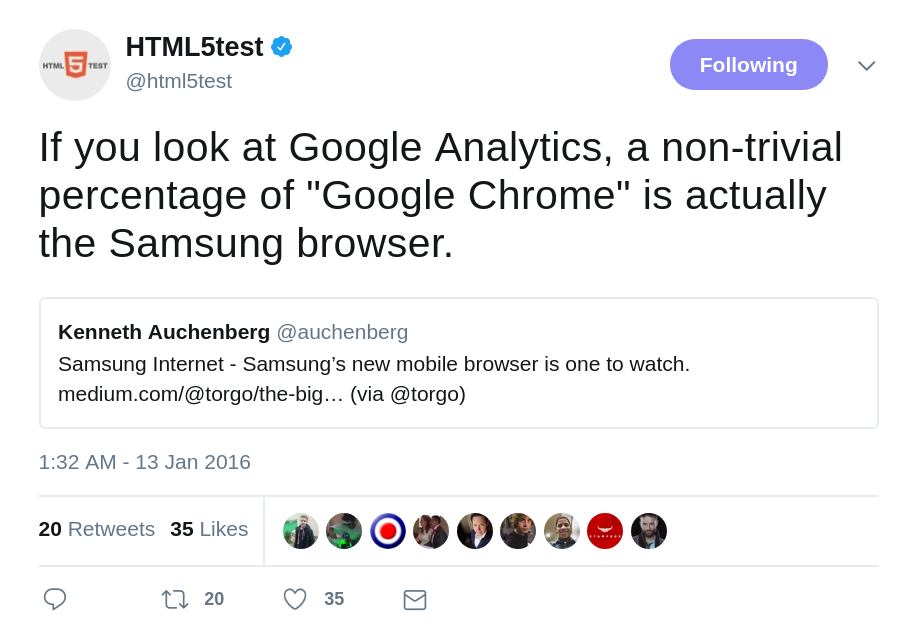 HTML 5 TEST
HTML5test
@html5test
Following
If you look at Google Analytics, a non-trivial
percentage of "Google Chrome" is actually
the Samsung browser.
Kenneth Auchenberg @auchenberg
Samsung Internet - Samsung’s new mobile browser is one to watch.
medium.com/@torgo/the-big… (via @torgo)
1:32 AM - 13 Jan 2016
20 Retweets 35 Likes
20 35